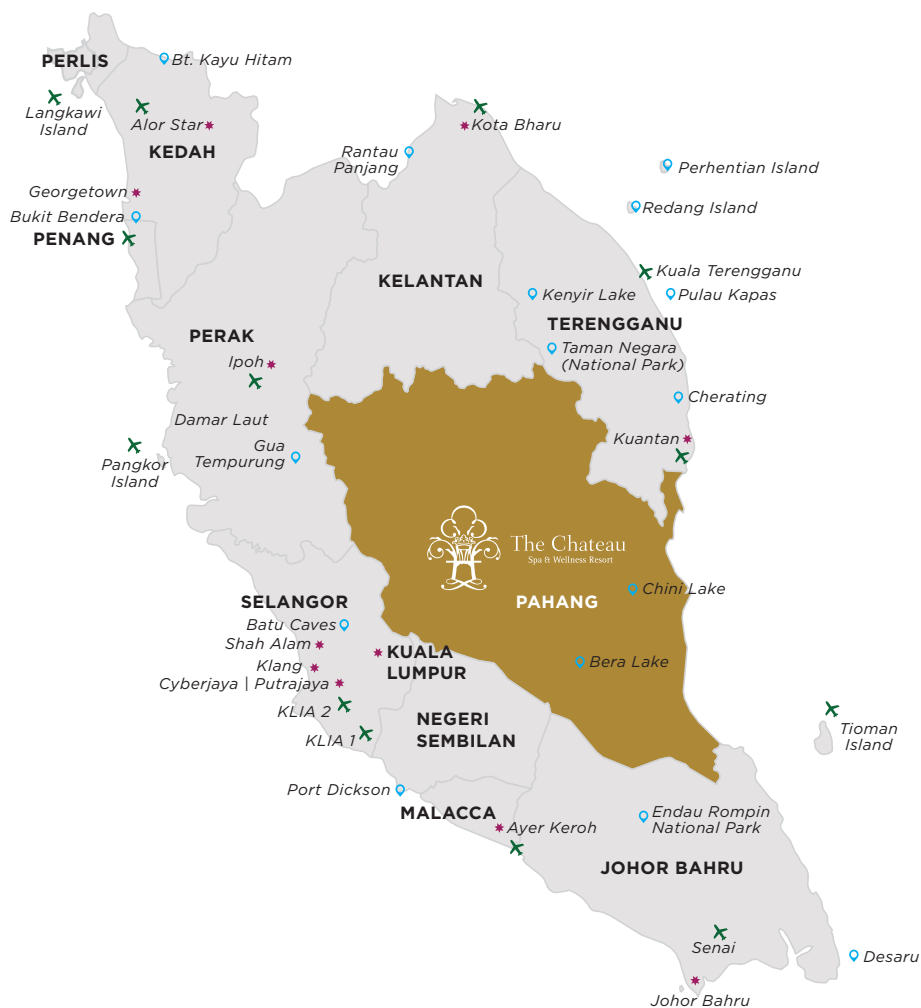 PERLIS
Bt. Kayu Hitam
Langkawi
Island
Alor Star
KEDAH
Kota Bharu
Rantau
Panjang
Perhentian Island
Georgetown
Redang Island
Bukit Bendera
PENANG
Kuala Terengganu
KELANTAN
Kenyir Lake
Pulau Kapas
TERENGGANU
PERAK
Taman Negara
(National Park)
Ipoh
Cherating
Damar Laut
Kuantan
Gua
Tempurung
Pangkor
Island
The Chateau
Spa & Wellness Resort
Chini Lake
SELANGOR
PAHANG
Batu Caves
Shah Alam
KUALA
LUMPUR
Klang
Bera Lake
Cyberjaya | Putrajaya
KLIA 2
NEGERI
SEMBILAN
KLIA 1
Tioman
Island
Port Dickson
MALACCA
Endau Rompin
National Park
Ayer Keroh
JOHOR BAHRU
Senai
Desaru
Johor Bahru